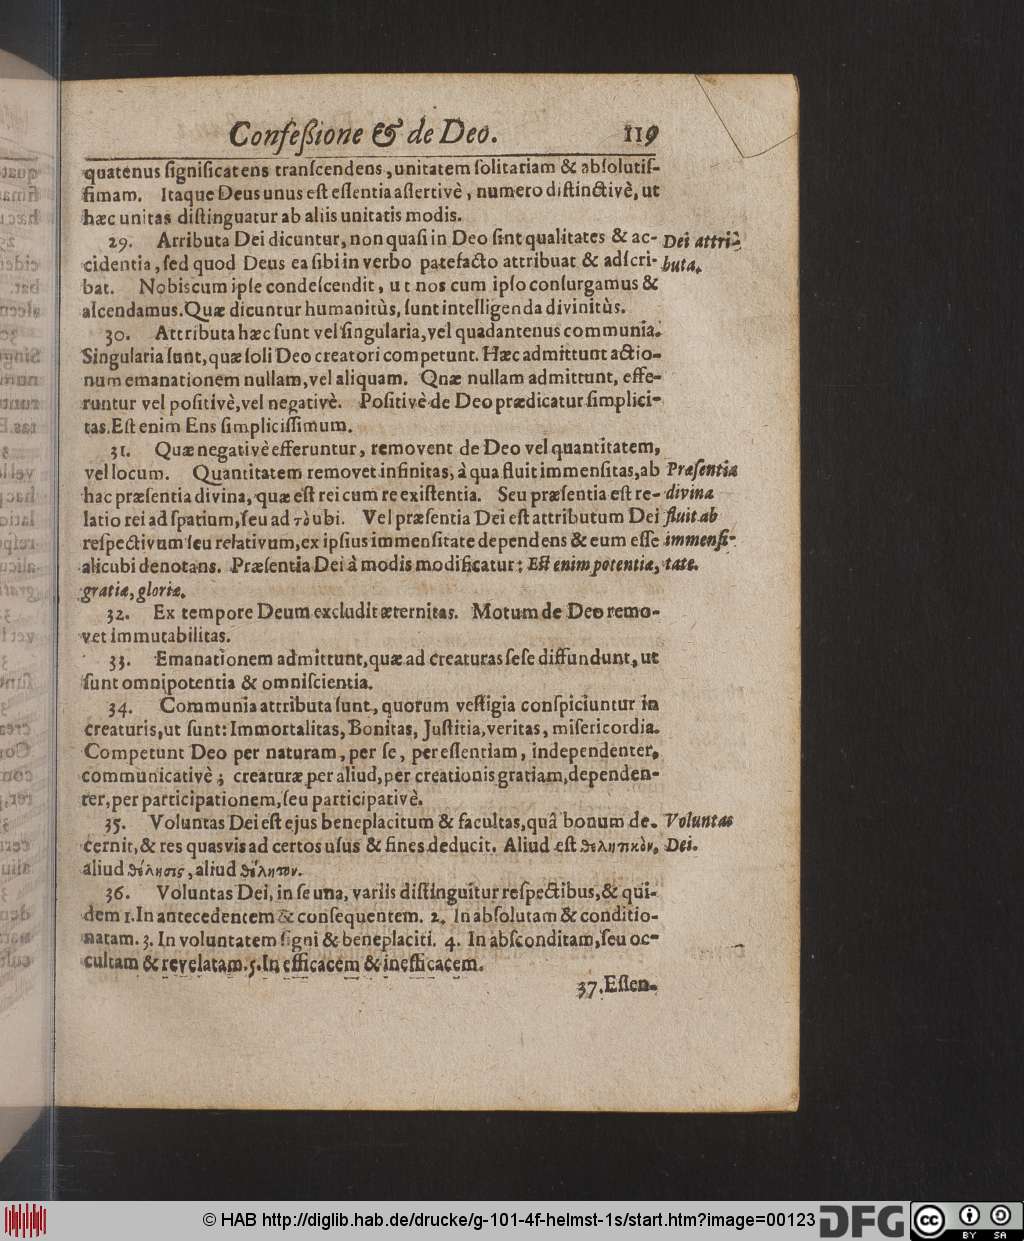 Confeßione & de Deo. 119
quatenus ſignificat ens tranſcendens, unitatem ſolitariam & abſolutiſ-
ſimam. Itaque Deus unus eſt eſſentia aſſertivè, numero diſtinctivè, ut
hæc unitas diſtinguatur ab aliis unitatis modis.
29. Arributa Dei dicuntur, non quaſi in Deo ſint qualitates & ac- Dei attri-
cidentia, ſed quod Deus ea ſibi in verbo patefacto attribuat & adſcri- buta.
bat. Nobiscum ipſe condeſcendit, ut nos cum ipſo conſurgamus &
aſcendamus. Quæ dicuntur humanitùs, ſunt intelligenda divinitùs.
30. Attributa hæc ſunt vel ſingularia, vel quadantenus communia.
Singularia ſunt, quæ ſoli Deo creatori competunt. Hæc admittunt actio-
num emanationem nullam, vel aliquam. Quæ nullam admittunt, effe-
runtur vel poſitivè, vel negativè. Poſitivè de Deo prædicatur ſimplici-
tas. Eſt enim Ens ſimpliciſſimum.
31. Quæ negativè efferuntur, removent de Deo vel quantitatem,
vel locum. Quantitatem removet infinitas, à qua fluit immenſitas, ab Præſentia
hac præſentia divina, quæ eſt rei cum re exiſtentia. Seu præſentia eſt re- divina
latio rei ad ſpatium, ſeu ad τὸ ubi. Vel præſentia Dei eſt attributum Dei fluit ab
reſpectivum ſeu relativum, ex ipſius immenſitate dependens & eum eſſe immenſi-
alicubi denotans. Præſentia Dei à modis modificatur; Eſt enim potentiæ, tate.
gratiæ, gloriæ.
32. Ex tempore Deum excludit æternitas. Motum de Deo remo-
vet immutabilitas.
33. Emanationem admittunt, quæ ad creaturas ſeſe diffundunt, ut
ſunt omnipotentia & omniſcientia.
34. Communia attributa ſunt, quorum veſtigia conſpiciuntur in
creaturis, ut ſunt: Immortalitas, Bonitas, Juſtitia, veritas, miſericordia.
Competunt Deo per naturam, per ſe, per eſſentiam, independenter,
communicativè; creaturæ per aliud, per creationis gratiam, dependen-
ter, per participationem, ſeu participativè.
35. Voluntas Dei eſt ejus beneplacitum & facultas, quâ bonum de- Voluntas
cernit, & res quasvis ad certos uſus & fines deducit. Aliud eſt θελητικὸν, Dei.
aliud θέλησις, aliud θέλητον.
36. Voluntas Dei, in ſe una, variis diſtinguitur reſpectibus, & qui-
dem 1. In antecedentem & conſequentem. 2. In abſolutam & conditio-
natam. 3. In voluntatem ſigni & beneplaciti. 4. In abſconditam, ſeu oc-
cultam & revelatam. 5. In efficacem & inefficacem.
37. Eſſen-
© HAB http://diglib.hab.de/drucke/g-101-4f-helmst-1s/start.htm?image=00123 DFG CC BY SA